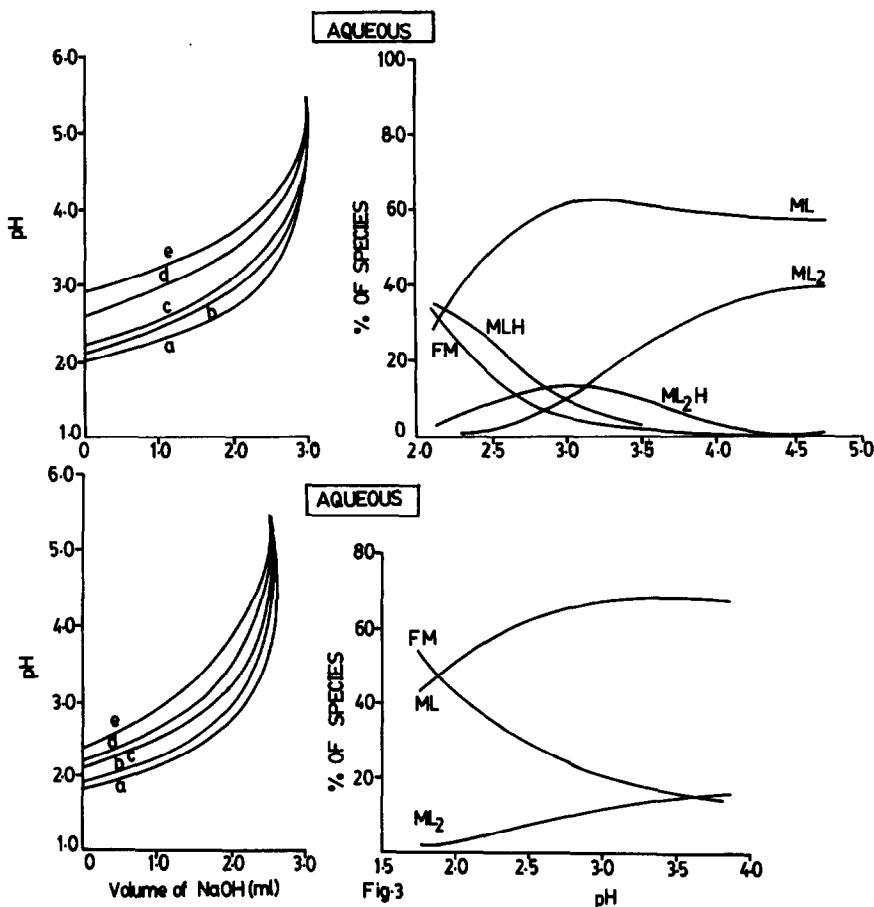 AQUEOUS
6·0
5·0
4·0
3·0
2·0
1·0
pH
e
d
c
b
a
0
1·0
2·0
3·0
100
80
60
40
20
0
% OF SPECIES
ML
ML2
MLH
FM
ML2H
2·0
2·5
3·0
3·5
4·0
4·5
5·0
AQUEOUS
6·0
5·0
4·0
3·0
2·0
1·0
pH
e
d
c
b
a
0
1·0
2·0
3·0
Volume of NaOH (ml)
80
60
40
20
% OF SPECIES
FM
ML
ML2
1·5
2·0
3·0
4·0
Fig·3
pH